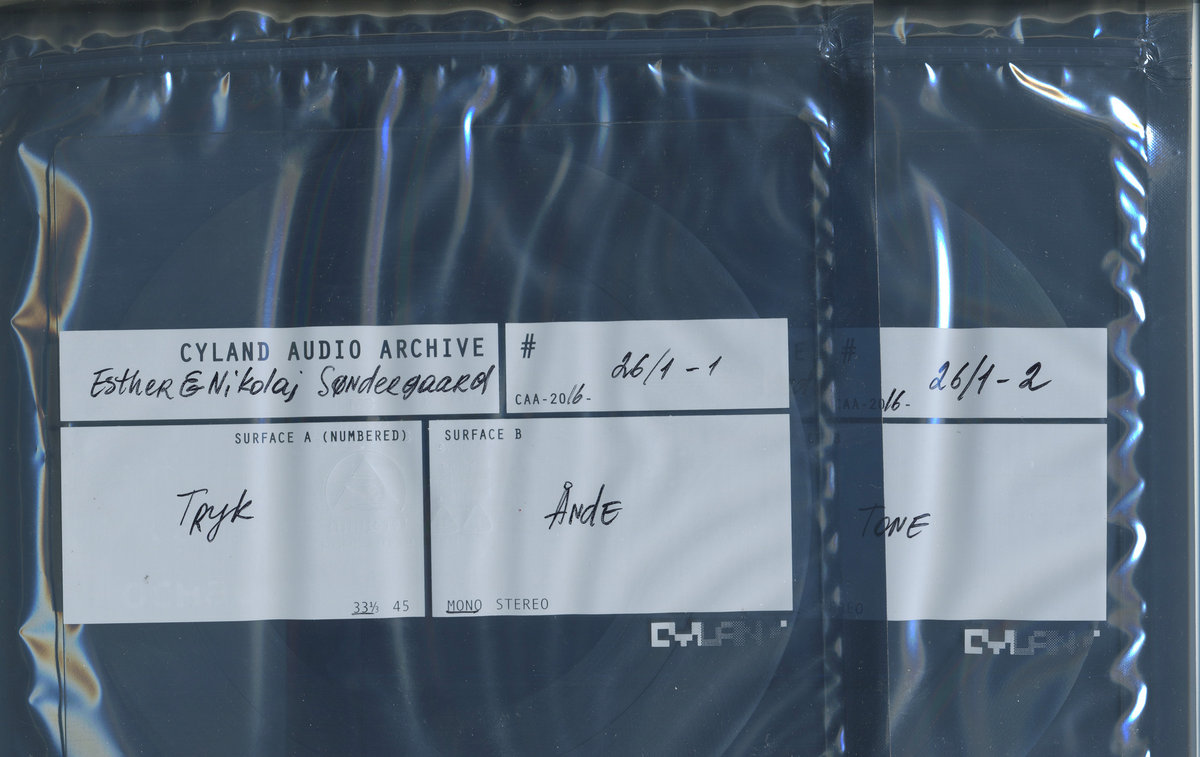 CYLAND AUDIO ARCHIVE
Esther & Nikolaj Søndergaard
#
26/1-1
CAA-2016-
SURFACE A (NUMBERED)
Tryk
33⅓ 45
SURFACE B
Ånde
MONO STEREO
CYLAND
#
26/1-2
CAA-2016-
Tone
CYLAND